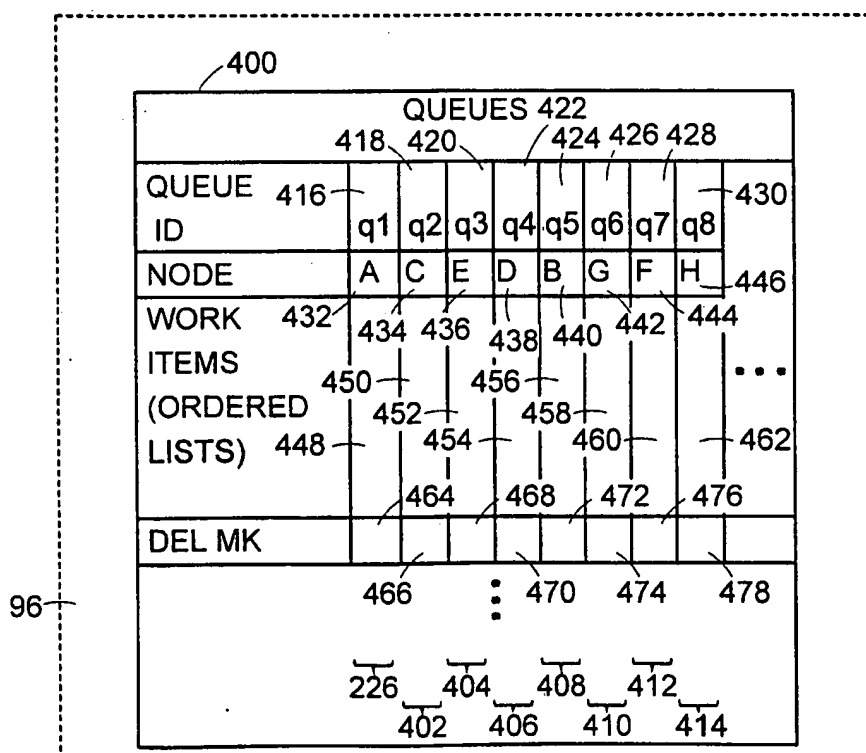 400
QUEUES 422
418 420 424 426 428
QUEUE 416 430
ID q1 q2 q3 q4 q5 q6 q7 q8
NODE A C E D B G F H 446
WORK 432 434 436 438 440 442 444
ITEMS 450 456 ...
(ORDERED 452 458
LISTS) 448 454 460 462
464 468 472 476
DEL MK
96 466 470 474 478
226 404 408 412
402 406 410 414